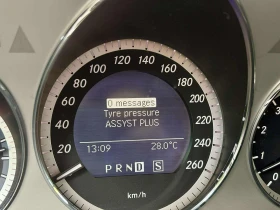 20 40 60 80 100 120 140 160 180 200 220 240 260
0 messages
Tyre pressure
ASSYST PLUS
13:09 28.0°C
P R N D S
km/h